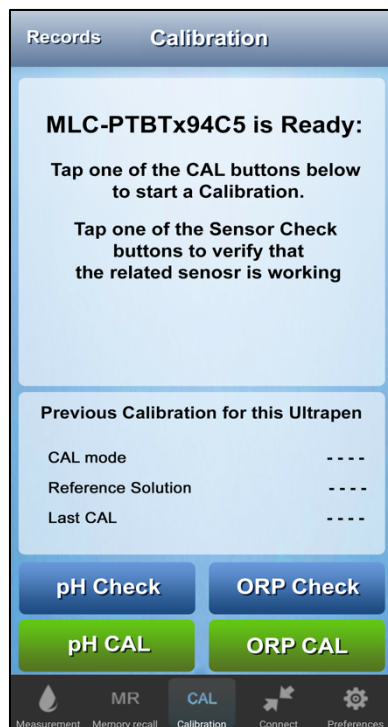 Records Calibration
MLC-PTBTx94C5 is Ready:
Tap one of the CAL buttons below
to start a Calibration.
Tap one of the Sensor Check
buttons to verify that
the related senosr is working
Previous Calibration for this Ultrapen
CAL mode - - - -
Reference Solution - - - -
Last CAL - - - -
pH Check ORP Check
pH CAL ORP CAL
MR CAL
Measurement Memory recall Calibration Connect Preferences